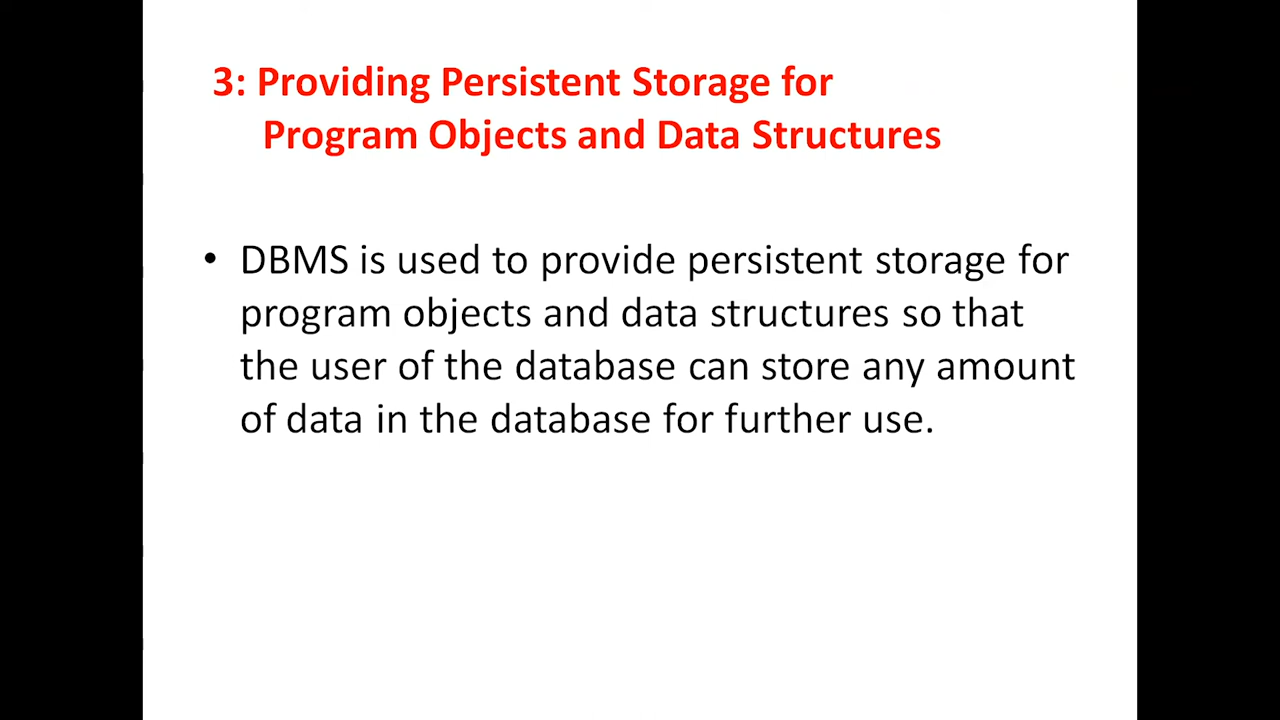 3: Providing Persistent Storage for
Program Objects and Data Structures
• DBMS is used to provide persistent storage for
program objects and data structures so that
the user of the database can store any amount
of data in the database for further use.